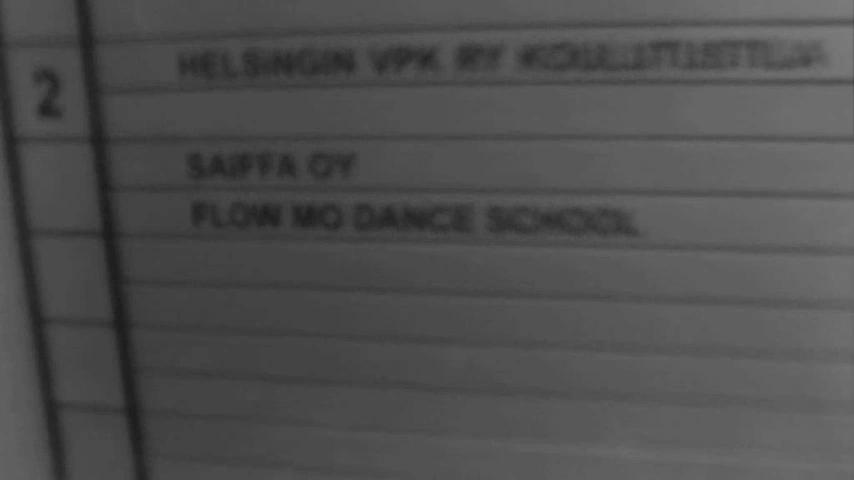 2
HELSINGIN VPK RY
SAIFFA OY
FLOW MO DANCE SCHOOL